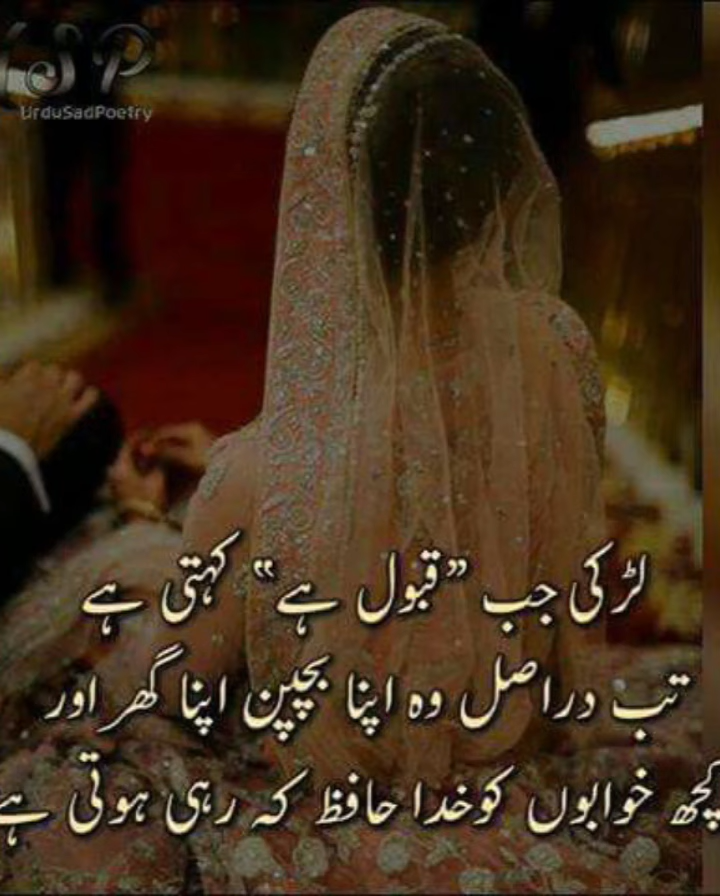 USP
UrduSadPoetry
لڑکی جب ”قبول ہے“ کہتی ہے
تب دراصل وہ اپنا بچپن اپنا گھر اور
کچھ خوابوں کو خدا حافظ کہ رہی ہوتی ہے